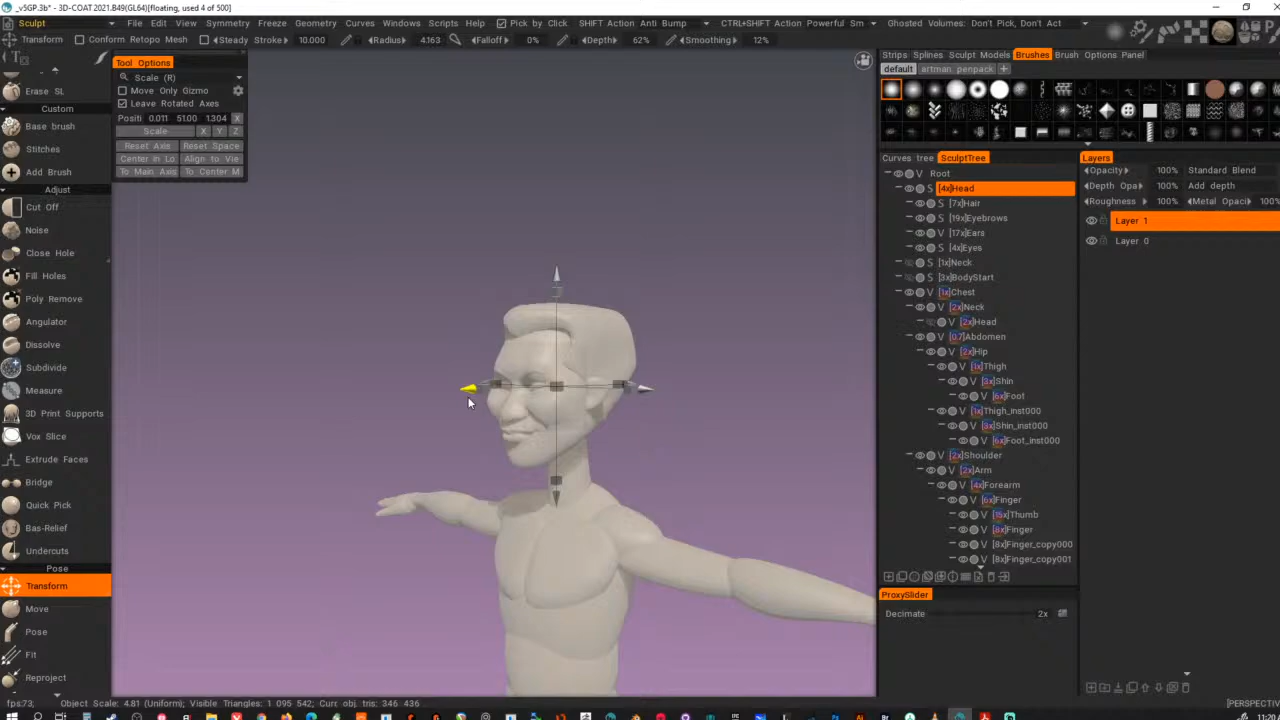 _v5GP.3b* - 3D-COAT2021.B49(GL64)[floating, used 4 of 500]
Sculpt File Edit View Windows Symmetry Freeze Geometry Curves Windows Scripts Help Pick by Click SHIFT Action Anti Bump CTRL+SHIFT Action Powerful Sm Ghosted Volumes: Don't Pick, Don't Act
Transform Conform Retopo Mesh Steady Stroke 10.000 Radius 4.163 Falloff 0% Depth 62% Smoothing 12%
Strips Splines Sculpt Models Brushes Brush Options Panel
default artman penpack +
Tool Options
Scale (R)
Move Only Gizmo
Leave Rotated Axes
Positi 0.011 51.00 1.304 X
Scale X Y Z
Reset Axis Reset Space
Center in Lo Align to Vie
To Main Axis To Center M
Erase SL
Custom
Base brush
Stitches
Add Brush
Adjust
Cut Off
Noise
Close Hole
Fill Holes
Poly Remove
Angulator
Dissolve
Subdivide
Measure
3D Print Supports
Vox Slice
Extrude Faces
Bridge
Quick Pick
Bas-Relief
Undercuts
Pose
Transform
Move
Pose
Fit
Reproject
Curves tree SculptTree
V Root
S [4x]Head
S [7x]Hair
S [19x]Eyebrows
V [17x]Ears
S [4x]Eyes
S [1x]Neck
S [3x]BodyStart
V [1x]Chest
V [2x]Neck
V [2x]Head
V [0.7]Abdomen
V [2x]Hip
V [1x]Thigh
V [3x]Shin
V [6x]Foot
V [1x]Thigh_inst000
V [3x]Shin_inst000
V [6x]Foot_inst000
V [2x]Shoulder
V [2x]Arm
V [4x]Forearm
V [6x]Finger
V [15x]Thumb
V [8x]Finger
V [8x]Finger_copy000
V [8x]Finger_copy001
ProxySlider
Decimate 2x
Layers
Opacity 100% Standard Blend
Depth Opa 100% Add depth
Roughness 100% Metal Opaci 100%
Layer 1
Layer 0
fps:73, Object Scale: 4.81 (Uniform), Visible Triangles: 1 095 542, Curr. obj. tris: 346 436
[PERSPECTIV